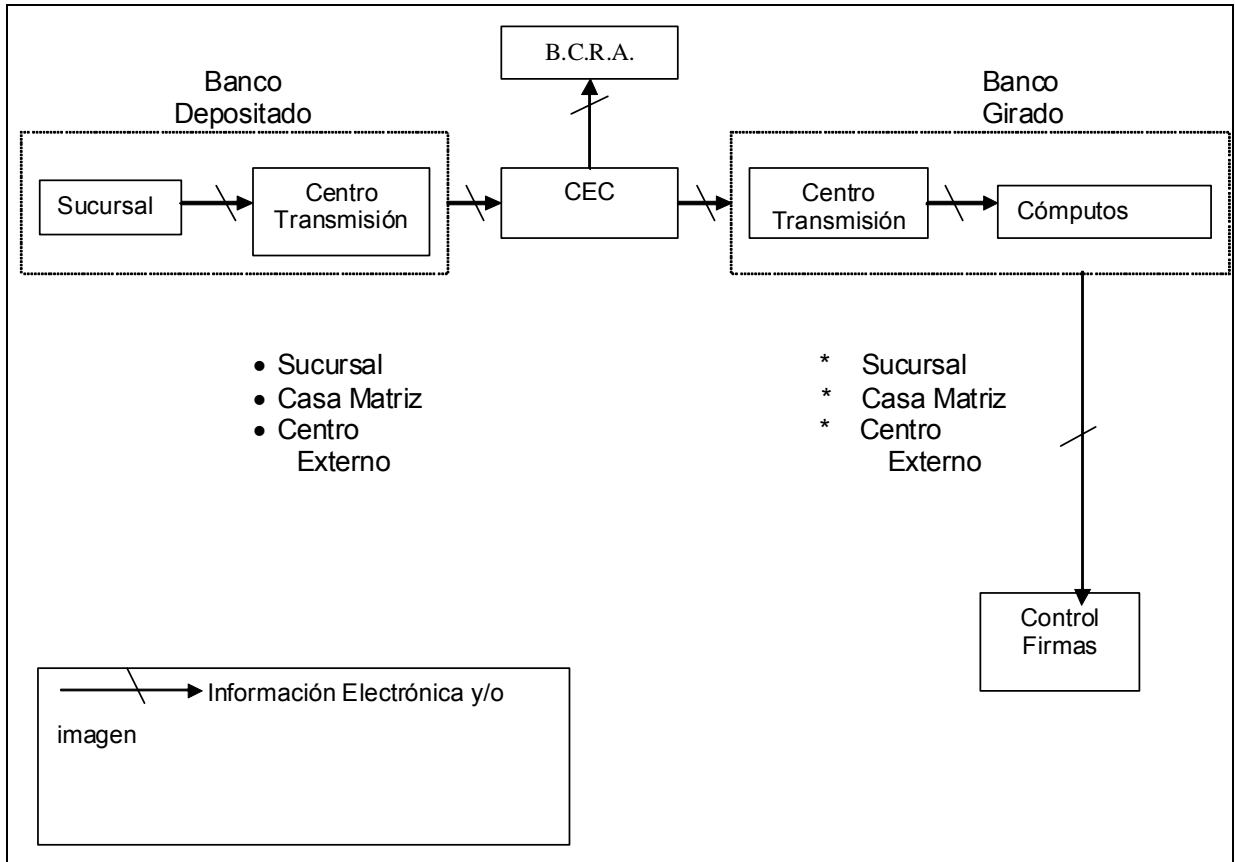 B.C.R.A.
Banco
Depositado
Banco
Girado
Sucursal
Centro
Transmisión
CEC
Centro
Transmisión
Cómputos
• Sucursal
• Casa Matriz
• Centro
Externo
* Sucursal
* Casa Matriz
* Centro
Externo
Control
Firmas
Información Electrónica y/o
imagen